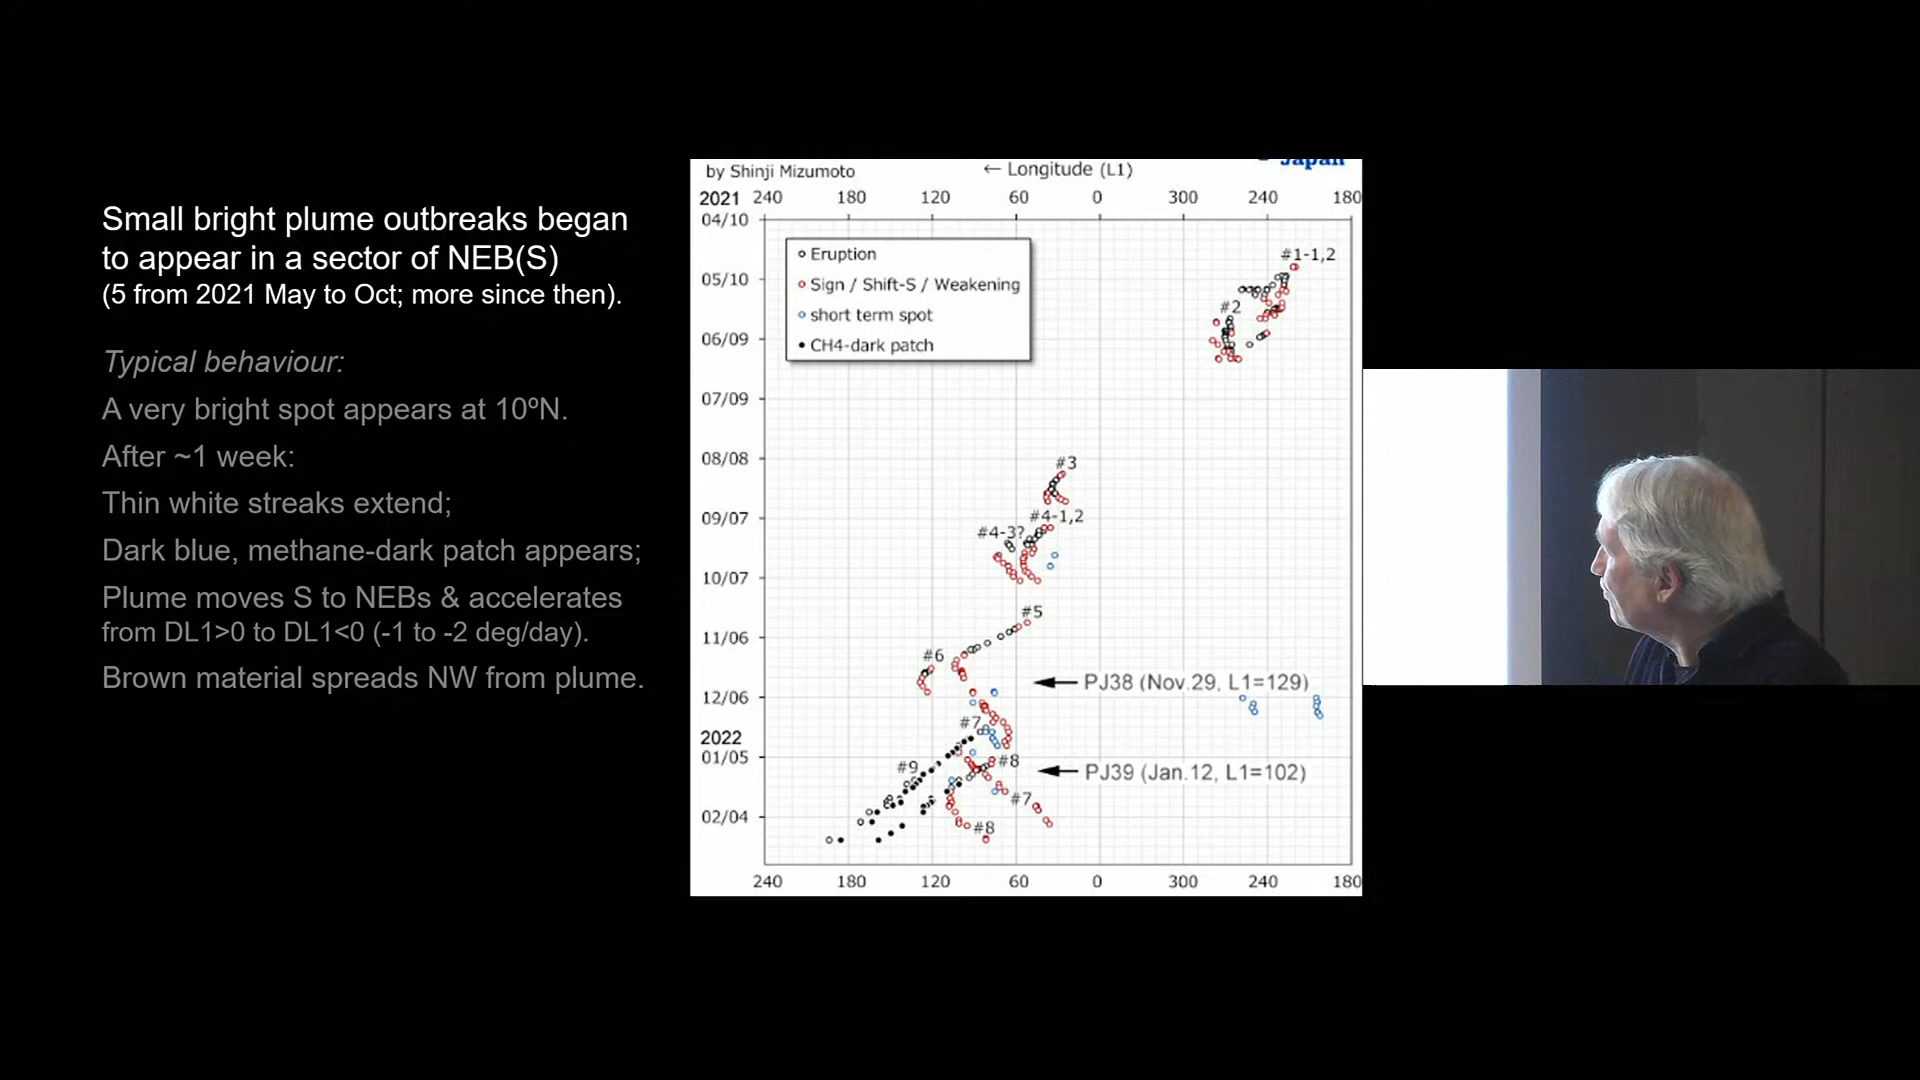 Small bright plume outbreaks began
to appear in a sector of NEB(S)
(5 from 2021 May to Oct; more since then).
Typical behaviour:
A very bright spot appears at 10ºN.
After ~1 week:
Thin white streaks extend;
Dark blue, methane-dark patch appears;
Plume moves S to NEBs & accelerates
from DL1>0 to DL1<0 (-1 to -2 deg/day).
Brown material spreads NW from plume.
Japan
by Shinji Mizumoto
← Longitude (L1)
2021 240 180 120 60 0 300 240 180
04/10
Eruption
Sign / Shift-S / Weakening
short term spot
CH4-dark patch
#1-1,2
05/10
#2
06/09
07/09
08/08
#3
09/07
#4-1,2
#4-3?
10/07
#5
11/06
#6
PJ38 (Nov.29, L1=129)
12/06
#7
2022
01/05
#8
#9
PJ39 (Jan.12, L1=102)
#7
02/04
#8
240 180 120 60 0 300 240 180